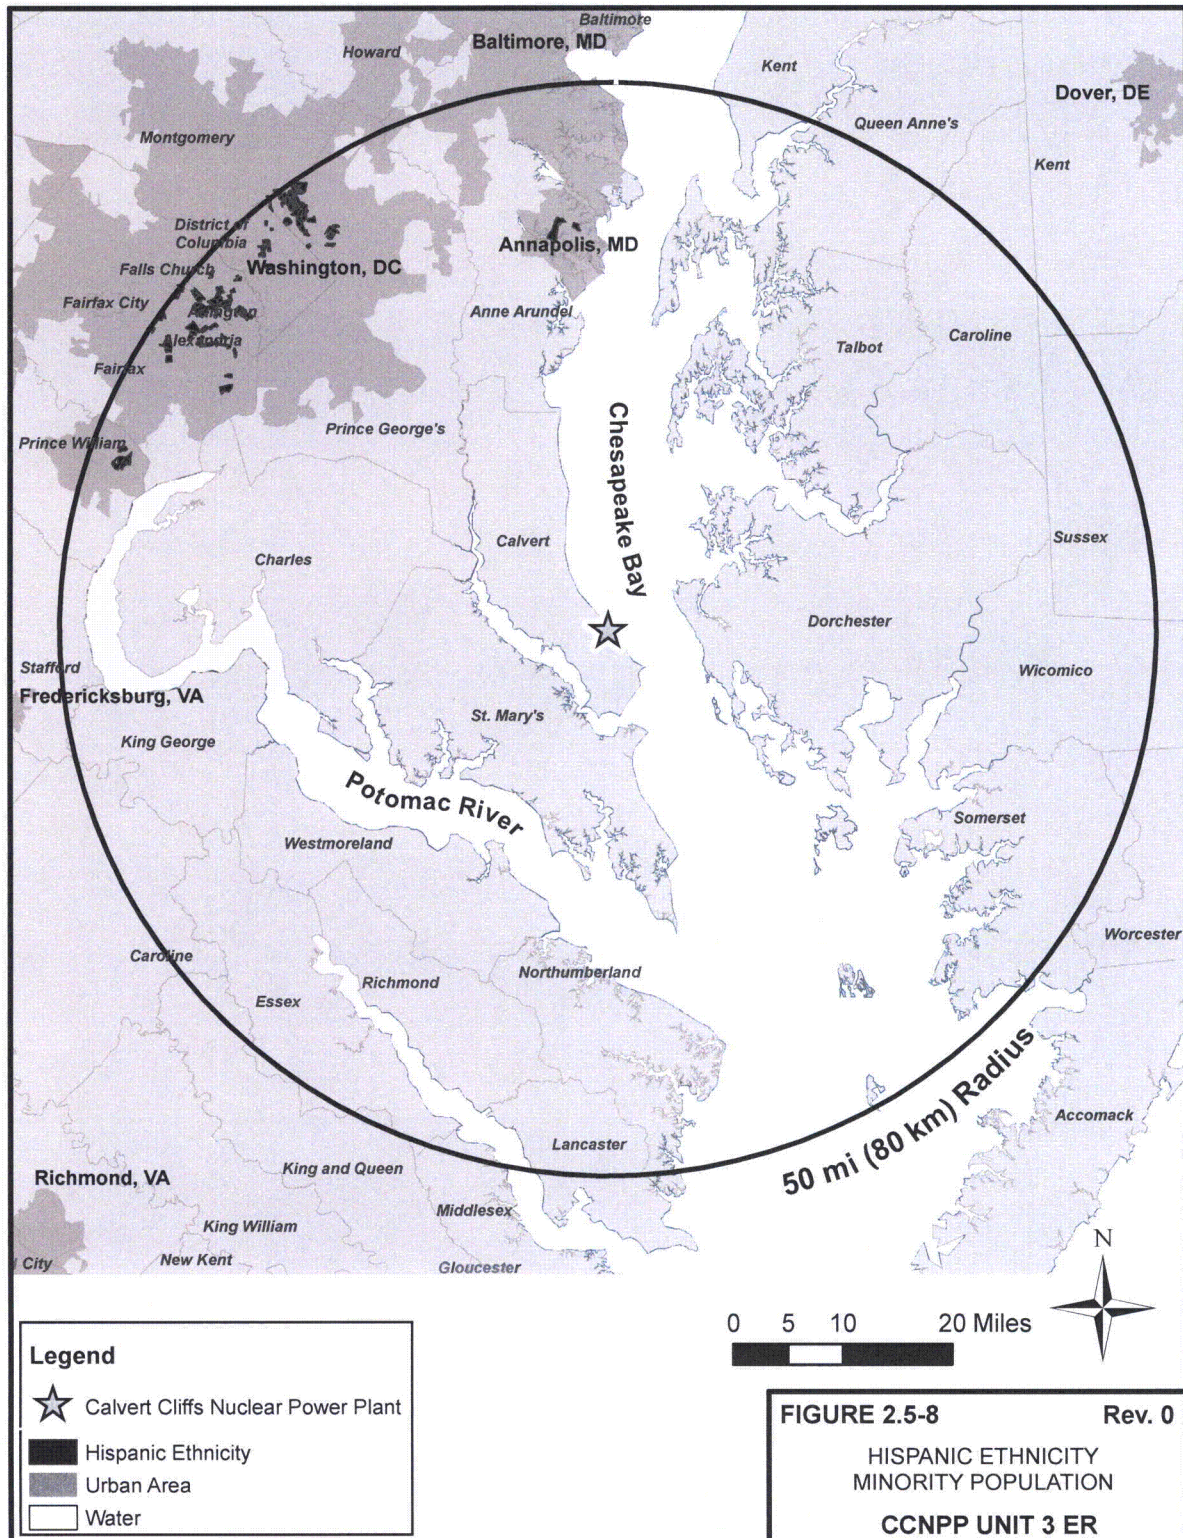 Baltimore
Baltimore, MD
Howard
Kent
Dover, DE
Queen Anne's
Montgomery
Kent
District of
Columbia
Annapolis, MD
Falls Church
Washington, DC
Fairfax City
Arlington
Anne Arundel
Alexandria
Talbot
Caroline
Fairfax
Prince George's
Prince William
Chesapeake Bay
Calvert
Sussex
Charles
Dorchester
Stafford
Wicomico
Fredericksburg, VA
St. Mary's
King George
Potomac River
Somerset
Westmoreland
Worcester
Caroline
Northumberland
Richmond
Essex
50 mi (80 km) Radius
Accomack
Lancaster
King and Queen
Richmond, VA
Middlesex
King William
New Kent
City
Gloucester
N
0 5 10 20 Miles
Legend
Calvert Cliffs Nuclear Power Plant
Hispanic Ethnicity
Urban Area
Water
FIGURE 2.5-8 Rev. 0
HISPANIC ETHNICITY
MINORITY POPULATION
CCNPP UNIT 3 ER